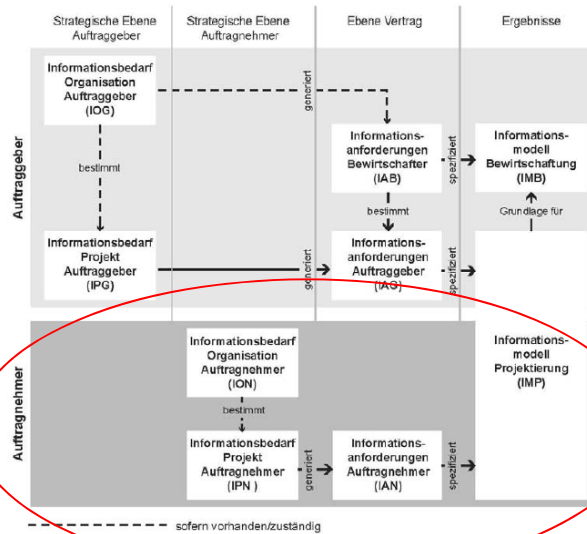 Strategische Ebene
Auftraggeber
Strategische Ebene
Auftragnehmer
Ebene Vertrag
Ergebnisse
Auftraggeber
Informationsbedarf
Organisation
Auftraggeber
(IOG)
generiert
Informations-
anforderungen
Bewirtschafter
(IAB)
spezifiziert
Informations-
modell
Bewirtschaftung
(IMB)
bestimmt
bestimmt
Grundlage für
Informationsbedarf
Projekt
Auftraggeber
(IPG)
generiert
Informations-
anforderungen
Auftraggeber
(IAG)
spezifiziert
Auftragnehmer
Informationsbedarf
Organisation
Auftragnehmer
(ION)
Informations-
modell
Projektierung
(IMP)
bestimmt
Informationsbedarf
Projekt
Auftragnehmer
(IPN )
generiert
Informations-
anforderungen
Auftragnehmer
(IAN)
spezifiziert
sofern vorhanden/zuständig